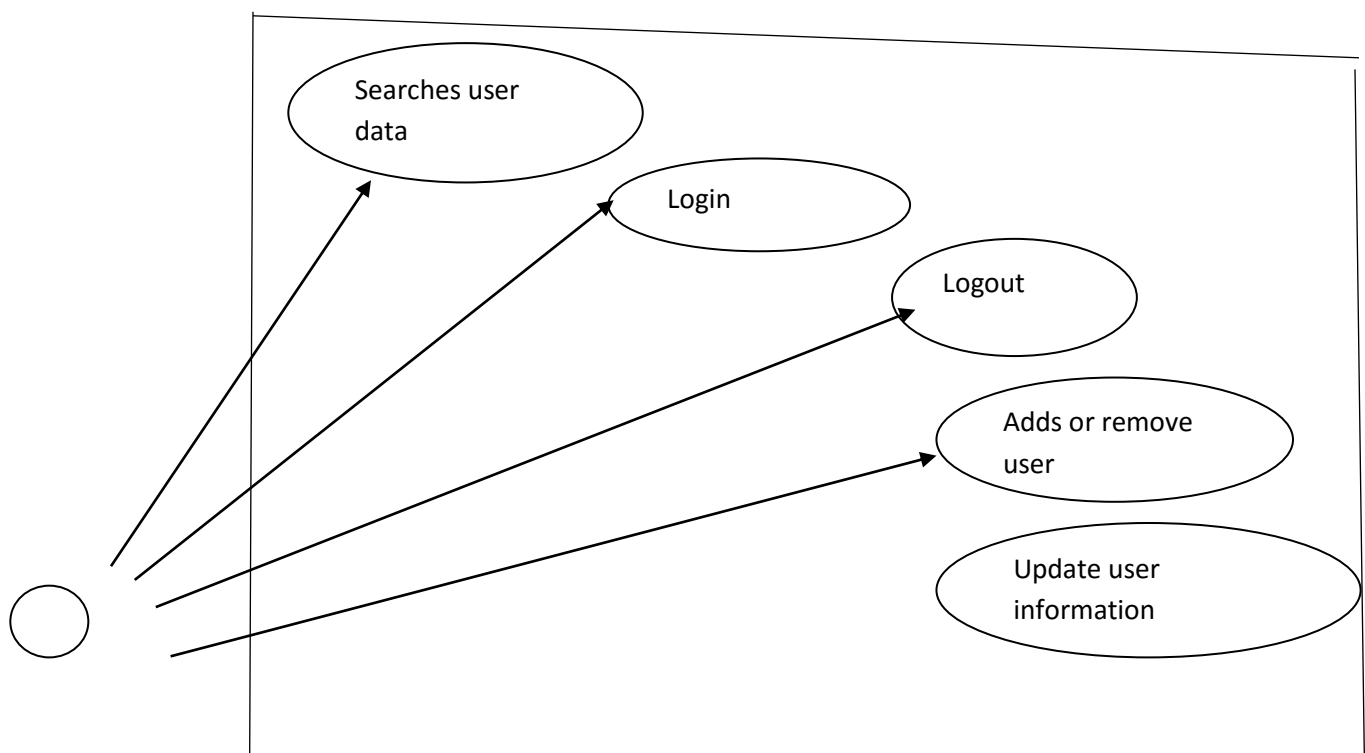 Searches user
data
Login
Logout
Adds or remove
user
Update user
information